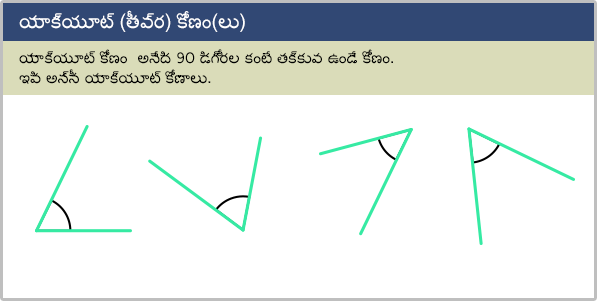 యాక్‌యూట్ (తీవ్‌ర) కోణం(లు)
యాక్‌యూట్ కోణం అనేది 90 డిగ్‌రీల కంటే తక్‌కువ ఉండే కోణం.
ఇవి అన్‌నీ యాక్‌యూట్ కోణాలు.